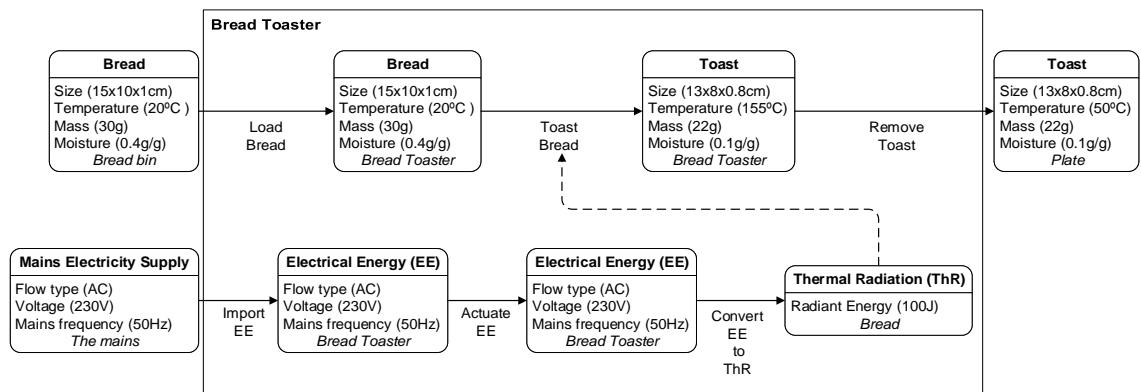 Bread Toaster
Bread
Size (15x10x1cm)
Temperature (20ºC )
Mass (30g)
Moisture (0.4g/g)
Bread bin
Load
Bread
Bread
Size (15x10x1cm)
Temperature (20ºC )
Mass (30g)
Moisture (0.4g/g)
Bread Toaster
Toast
Bread
Toast
Size (13x8x0.8cm)
Temperature (155ºC)
Mass (22g)
Moisture (0.1g/g)
Bread Toaster
Remove
Toast
Toast
Size (13x8x0.8cm)
Temperature (50ºC)
Mass (22g)
Moisture (0.1g/g)
Plate
Mains Electricity Supply
Flow type (AC)
Voltage (230V)
Mains frequency (50Hz)
The mains
Import
EE
Electrical Energy (EE)
Flow type (AC)
Voltage (230V)
Mains frequency (50Hz)
Bread Toaster
Actuate
EE
Electrical Energy (EE)
Flow type (AC)
Voltage (230V)
Mains frequency (50Hz)
Bread Toaster
Convert
EE
to
ThR
Thermal Radiation (ThR)
Radiant Energy (100J)
Bread